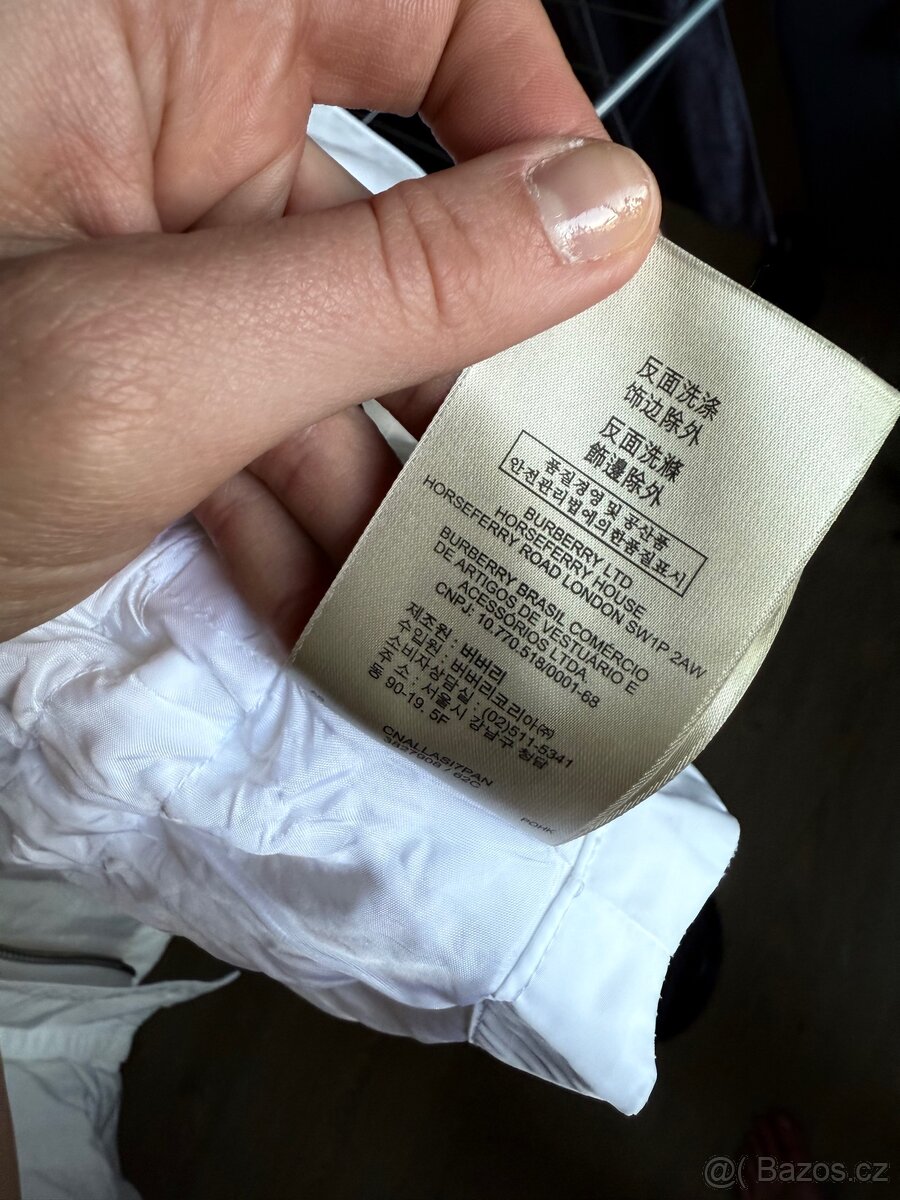 反面洗涤
饰边除外
反面洗滌
飾邊除外
품질경영 및 공산품
안전관리법에의한품질표시
BURBERRY LTD
HORSEFERRY HOUSE
HORSEFERRY ROAD LONDON SW1P 2AW
BURBERRY BRASIL COMÉRCIO
DE ARTIGOS DE VESTUÁRIO E
ACESSÓRIOS LTDA
CNPJ: 10.770.518/0001-68
제조원 : 버버리
수입원 : 버버리코리아㈜
소비자상담실 : (02)511-5341
주 소 : 서울시 강남구 청담
동 90-19. 5F
CNALLASI7PAN
POHK
@( Bazos.cz